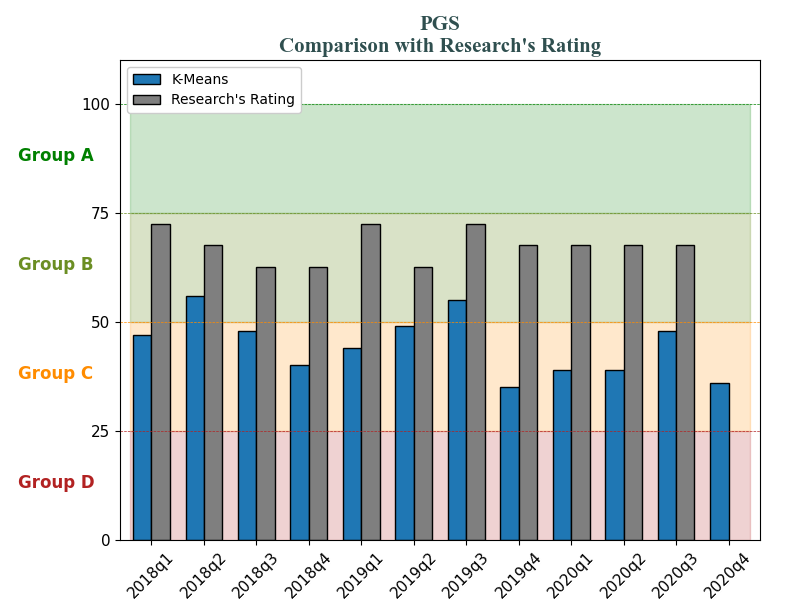 PGS
Comparison with Research's Rating
K-Means
Research's Rating
100
Group A
75
Group B
50
Group C
25
Group D
0
2018q1
2018q2
2018q3
2018q4
2019q1
2019q2
2019q3
2019q4
2020q1
2020q2
2020q3
2020q4